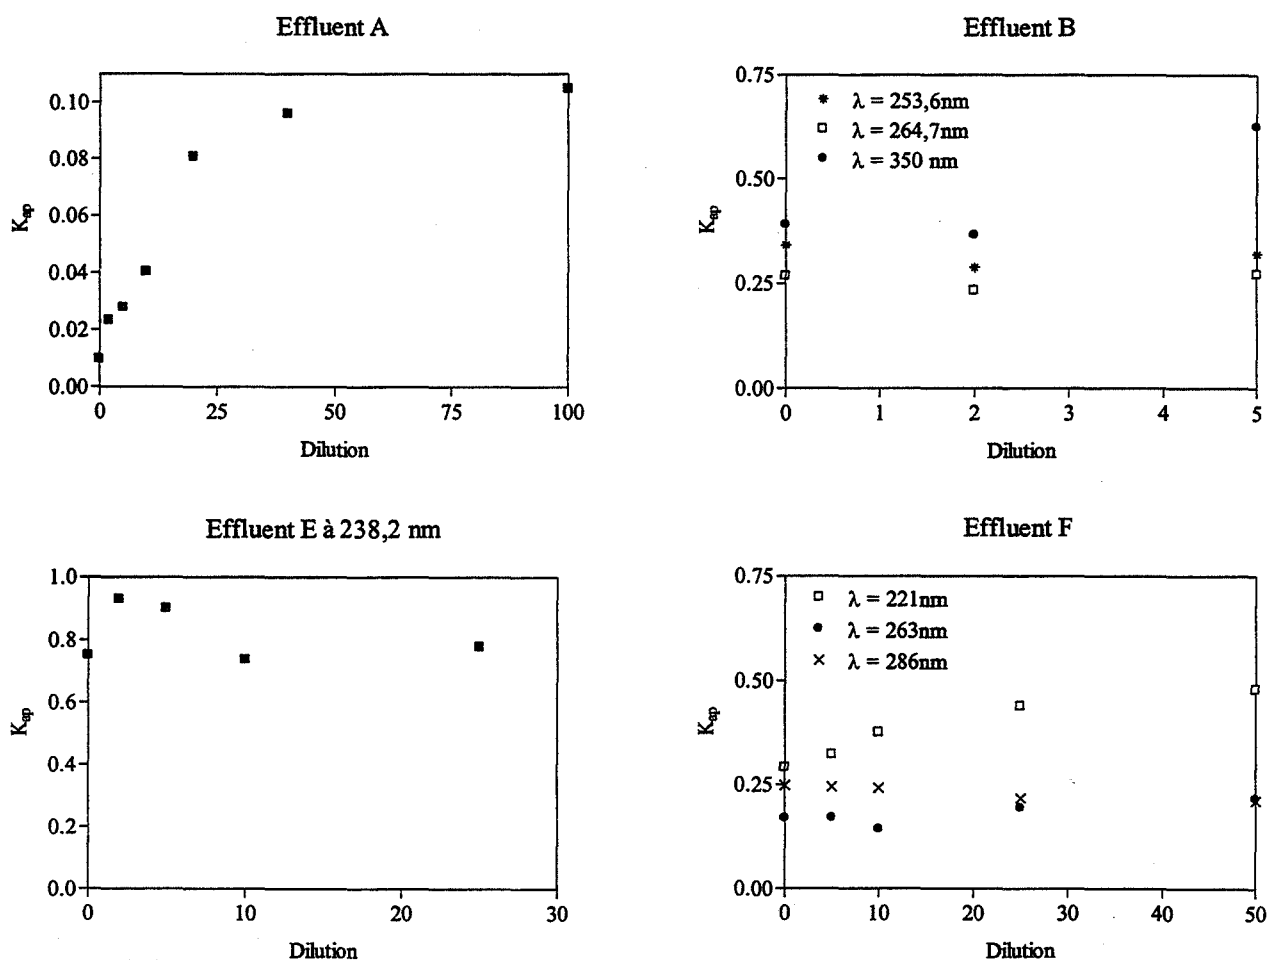 Effluent A
0.10
0.08
0.06
0.04
0.02
0.00
K_ap
0 25 50 75 100
Dilution
Effluent B
0.75
0.50
0.25
0.00
K_ap
λ = 253,6nm
λ = 264,7nm
λ = 350 nm
0 1 2 3 4 5
Dilution
Effluent E à 238,2 nm
1.0
0.8
0.6
0.4
0.2
0.0
K_ap
0 10 20 30
Dilution
Effluent F
0.75
0.50
0.25
0.00
K_ap
λ = 221nm
λ = 263nm
λ = 286nm
0 10 20 30 40 50
Dilution